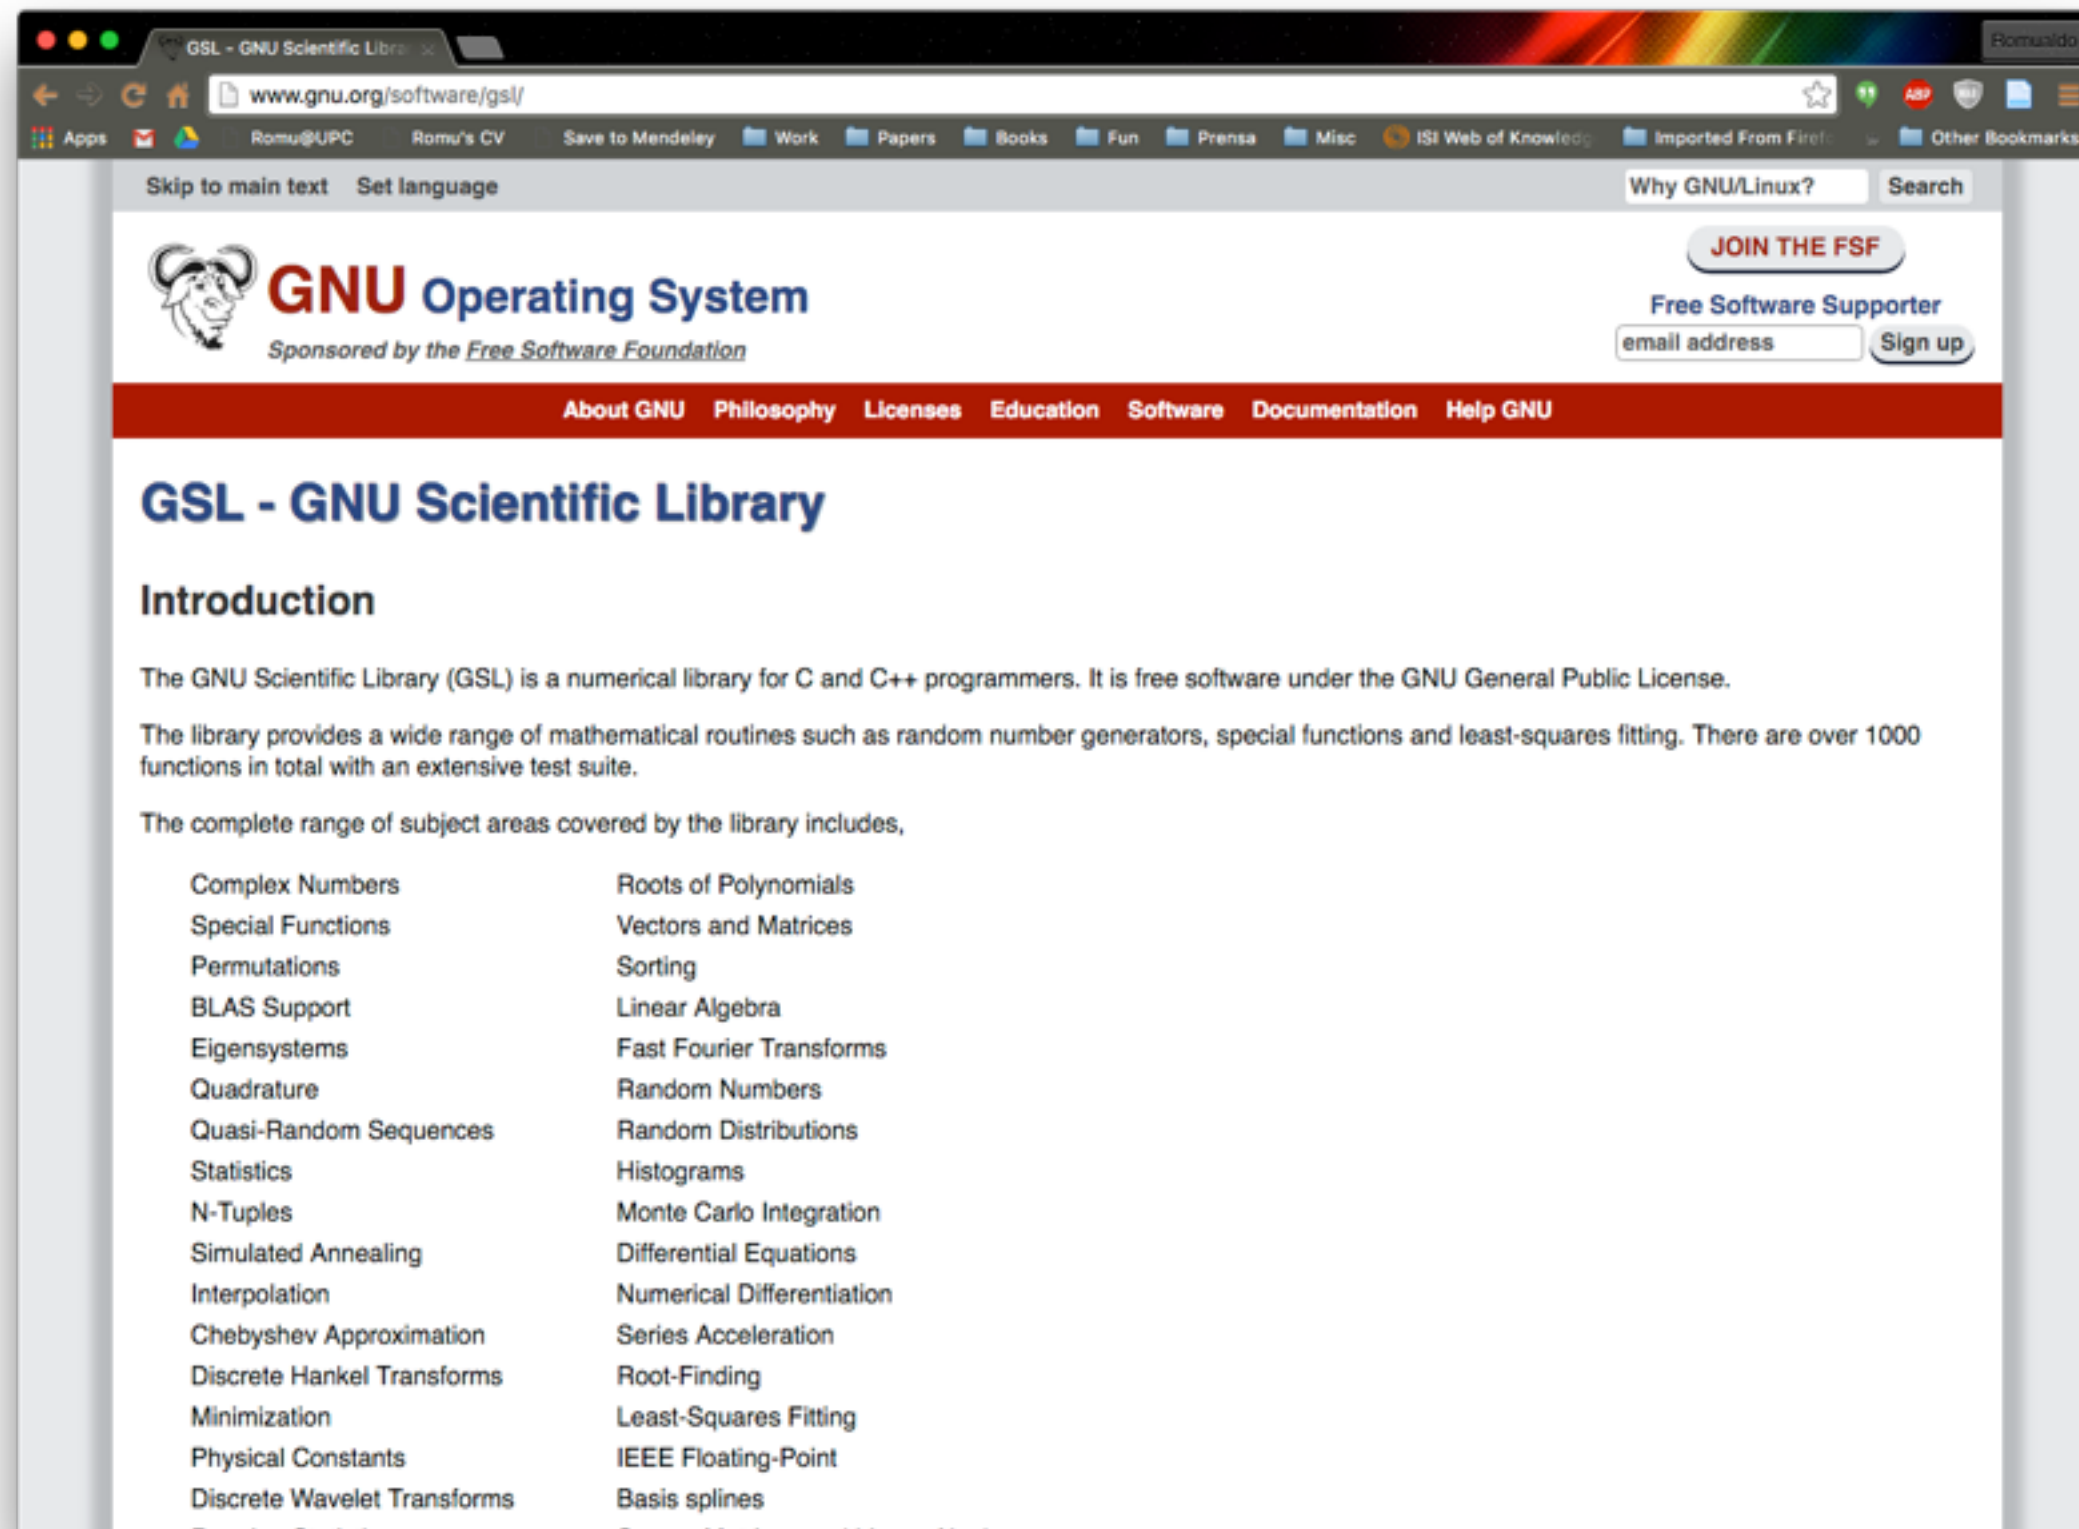 GSL - GNU Scientific Libra
Romualdo
www.gnu.org/software/gsl/
ABP
Apps Romu@UPC Romu's CV Save to Mendeley Work Papers Books Fun Prensa Misc ISI Web of Knowledg Imported From Firefo Other Bookmarks
Skip to main text Set language Why GNU/Linux? Search
JOIN THE FSF
GNU Operating System
Free Software Supporter
Sponsored by the Free Software Foundation
email address Sign up
About GNU Philosophy Licenses Education Software Documentation Help GNU
GSL - GNU Scientific Library
Introduction
The GNU Scientific Library (GSL) is a numerical library for C and C++ programmers. It is free software under the GNU General Public License.
The library provides a wide range of mathematical routines such as random number generators, special functions and least-squares fitting. There are over 1000
functions in total with an extensive test suite.
The complete range of subject areas covered by the library includes,
Complex Numbers Roots of Polynomials
Special Functions Vectors and Matrices
Permutations Sorting
BLAS Support Linear Algebra
Eigensystems Fast Fourier Transforms
Quadrature Random Numbers
Quasi-Random Sequences Random Distributions
Statistics Histograms
N-Tuples Monte Carlo Integration
Simulated Annealing Differential Equations
Interpolation Numerical Differentiation
Chebyshev Approximation Series Acceleration
Discrete Hankel Transforms Root-Finding
Minimization Least-Squares Fitting
Physical Constants IEEE Floating-Point
Discrete Wavelet Transforms Basis splines